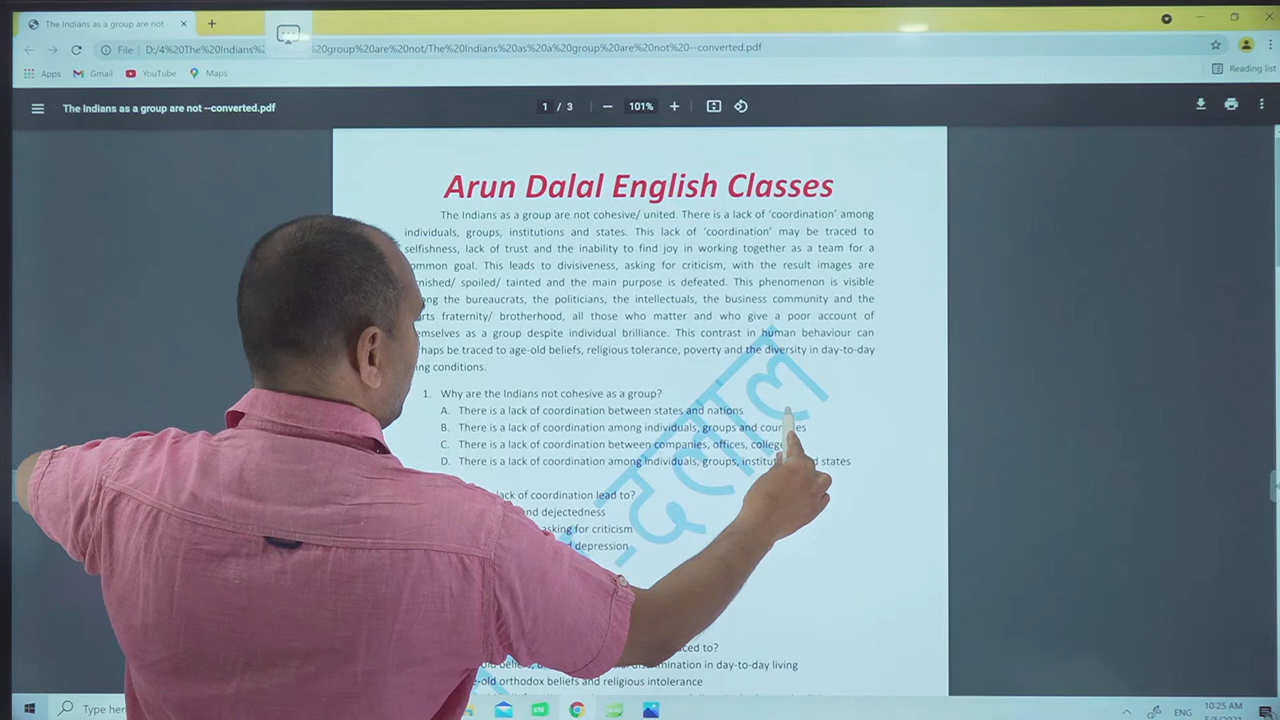 The Indians as a group are not
File D:/4%20The%20Indians% %20group%20are%20not/The%20Indians%20as%20a%20group%20are%20not%20--converted.pdf
Apps Gmail YouTube Maps Reading list
The Indians as a group are not --converted.pdf 1 / 3 101%
Arun Dalal English Classes
The Indians as a group are not cohesive/ united. There is a lack of ‘coordination’ among
individuals, groups, institutions and states. This lack of ‘coordination’ may be traced to
selfishness, lack of trust and the inability to find joy in working together as a team for a
ommon goal. This leads to divisiveness, asking for criticism, with the result images are
rnished/ spoiled/ tainted and the main purpose is defeated. This phenomenon is visible
ng the bureaucrats, the politicians, the intellectuals, the business community and the
rts fraternity/ brotherhood, all those who matter and who give a poor account of
emselves as a group despite individual brilliance. This contrast in human behaviour can
haps be traced to age-old beliefs, religious tolerance, poverty and the diversity in day-to-day
ng conditions.
1. Why are the Indians not cohesive as a group?
A. There is a lack of coordination between states and nations
B. There is a lack of coordination among individuals, groups and cou es
C. There is a lack of coordination between companies, offices, college
D. There is a lack of coordination among individuals, groups, institut d states
lack of coordination lead to?
and dejectedness
asking for criticism
depression
दलाल
ced to?
mination in day-to-day living
-old orthodox beliefs and religious intolerance
Type her
ENG
10:25 AM
5/5/2021